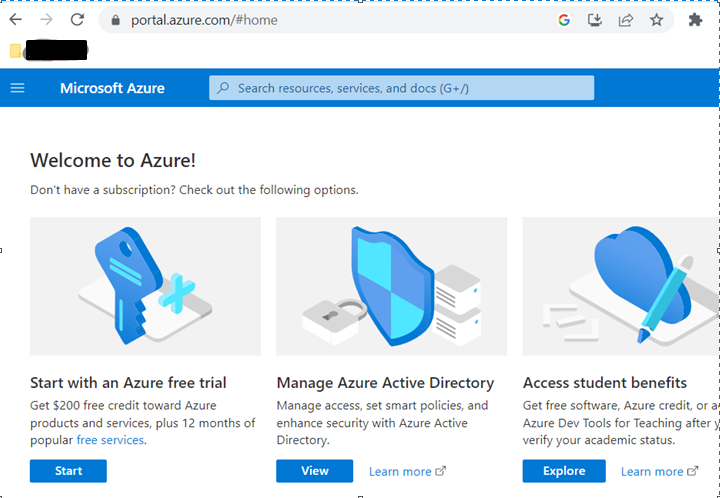 portal.azure.com/#home
Microsoft Azure
Search resources, services, and docs (G+/)
Welcome to Azure!
Don't have a subscription? Check out the following options.
Start with an Azure free trial
Get $200 free credit toward Azure
products and services, plus 12 months of
popular free services.
Start
Manage Azure Active Directory
Manage access, set smart policies, and
enhance security with Azure Active
Directory.
View
Learn more
Access student benefits
Get free software, Azure credit, or
Azure Dev Tools for Teaching after
verify your academic status.
Explore
Learn more